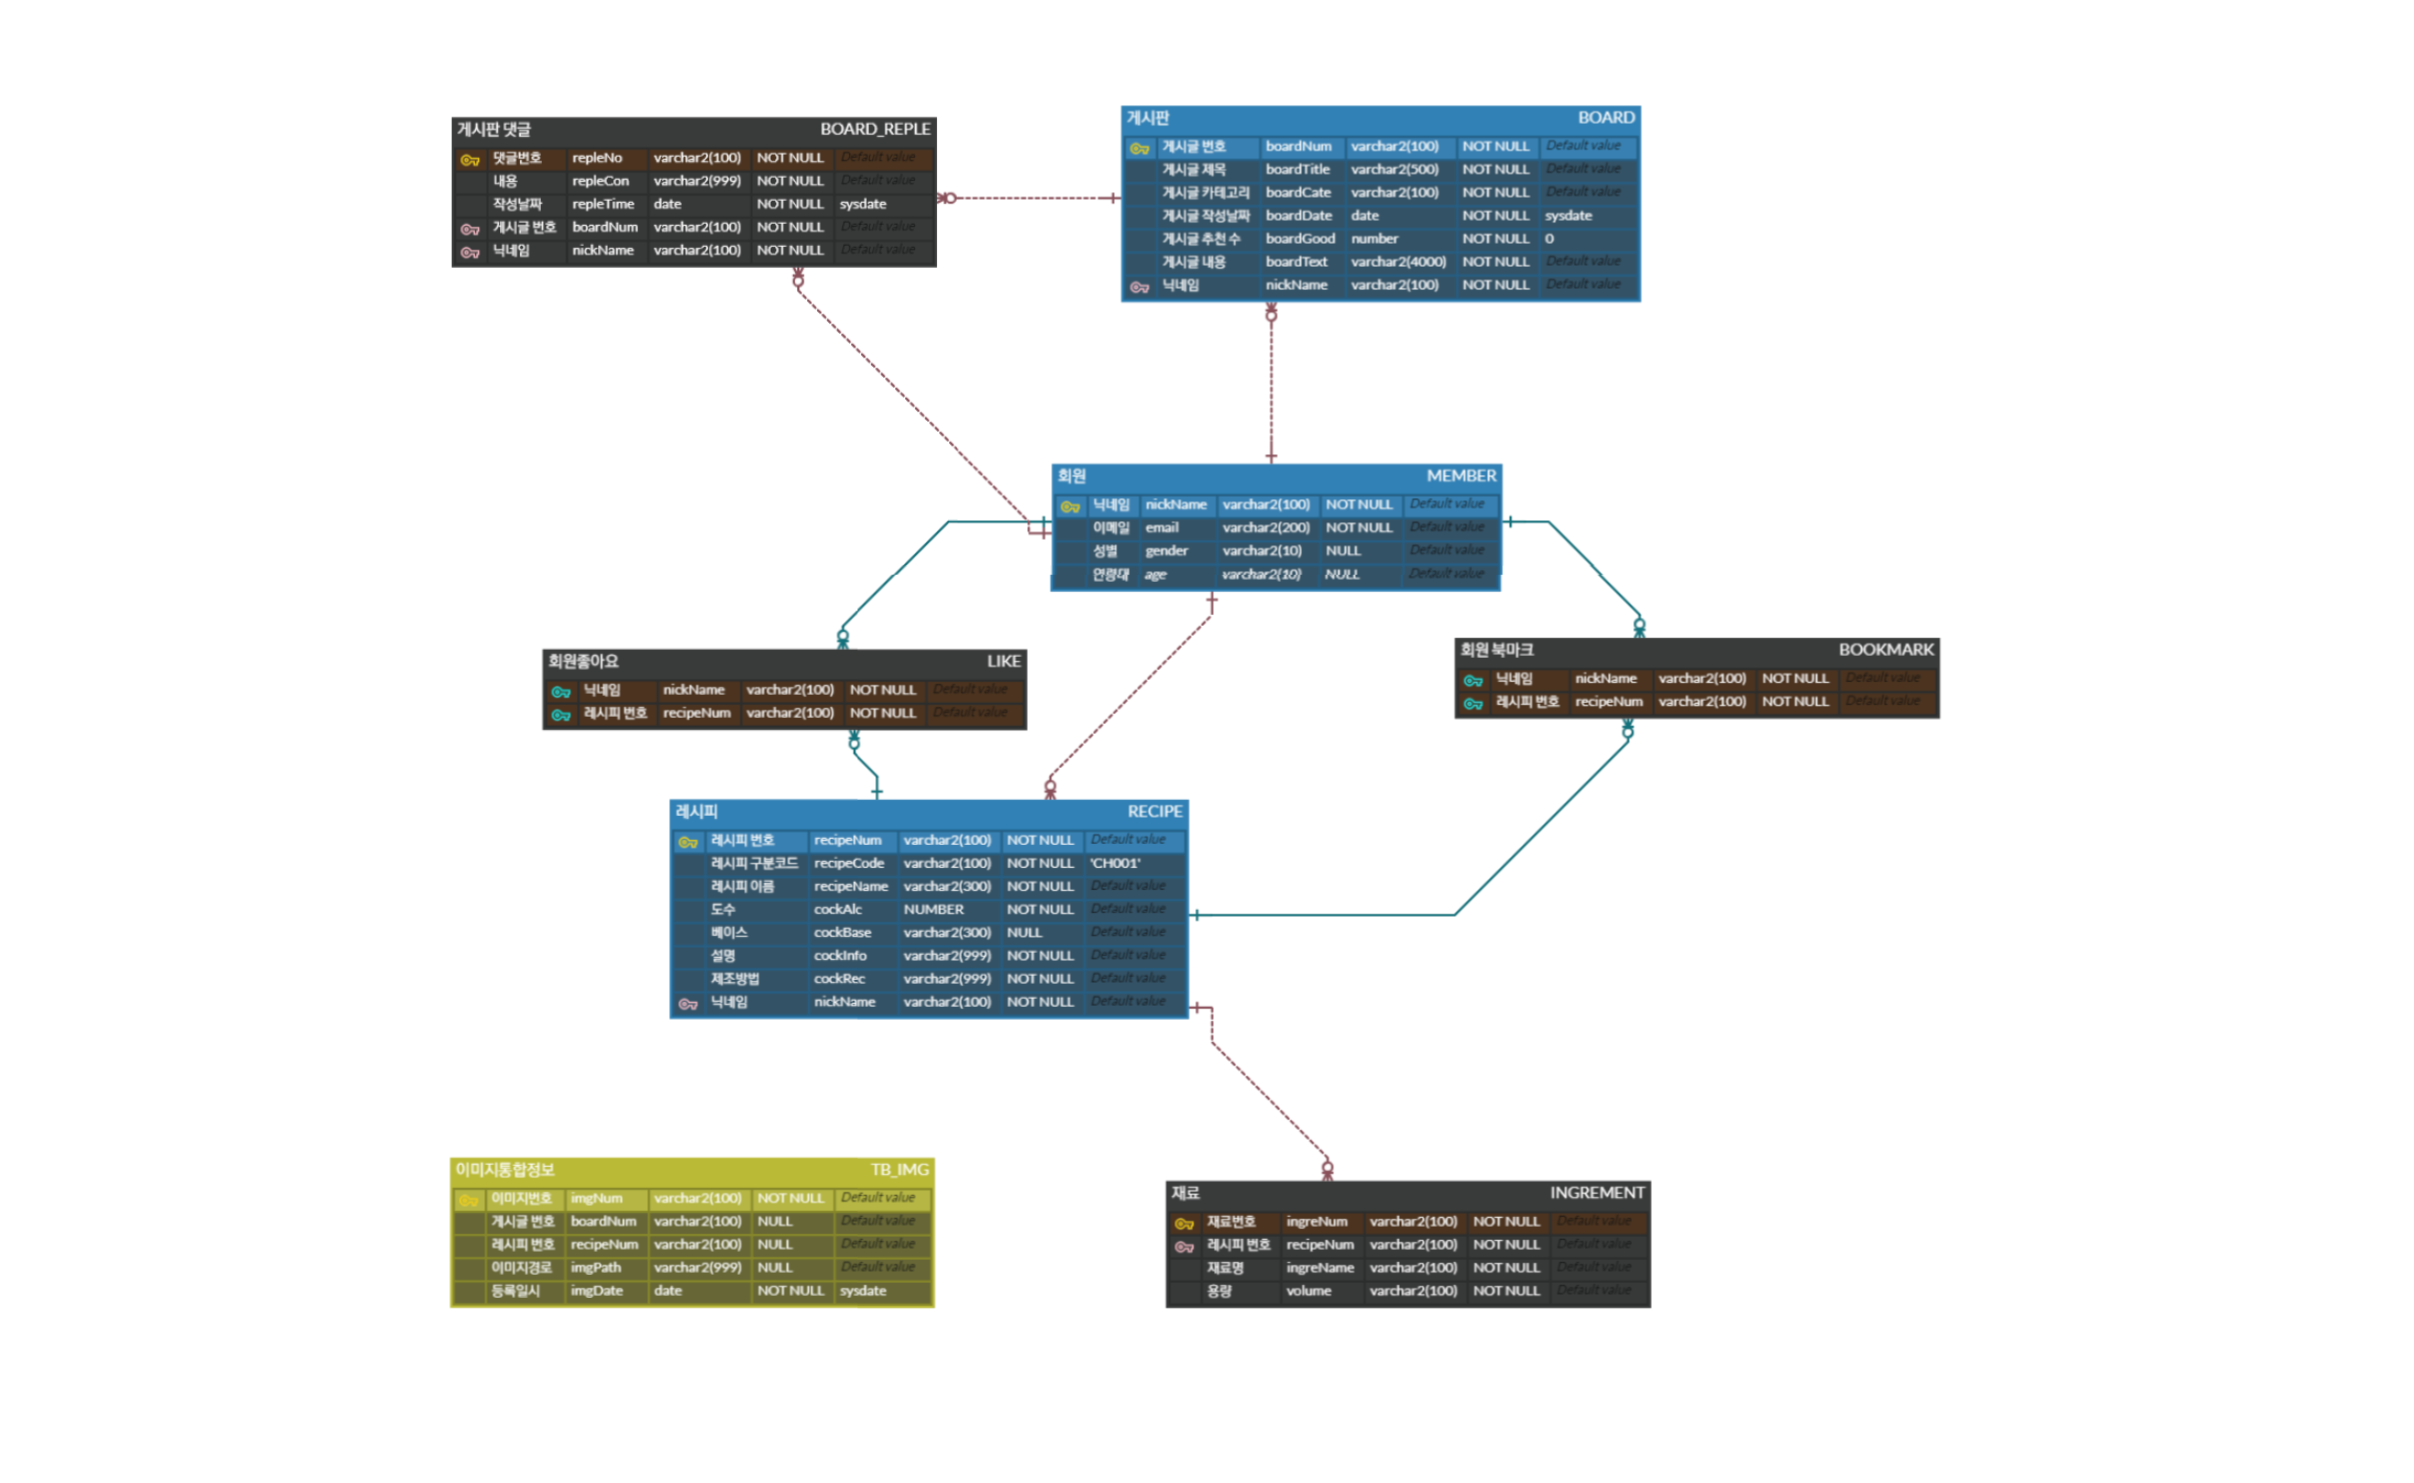 게시판 댓글 BOARD_REPLE
댓글번호 repleNo varchar2(100) NOT NULL Default value
내용 repleCon varchar2(999) NOT NULL Default value
작성날짜 repleTime date NOT NULL sysdate
게시글 번호 boardNum varchar2(100) NOT NULL Default value
닉네임 nickName varchar2(100) NOT NULL Default value
게시판 BOARD
게시글 번호 boardNum varchar2(100) NOT NULL Default value
게시글 제목 boardTitle varchar2(500) NOT NULL Default value
게시글 카테고리 boardCate varchar2(100) NOT NULL Default value
게시글 작성날짜 boardDate date NOT NULL sysdate
게시글 추천 수 boardGood number NOT NULL 0
게시글 내용 boardText varchar2(4000) NOT NULL Default value
닉네임 nickName varchar2(100) NOT NULL Default value
회원 MEMBER
닉네임 nickName varchar2(100) NOT NULL Default value
이메일 email varchar2(200) NOT NULL Default value
성별 gender varchar2(10) NULL Default value
연령대 age varchar2(10) NULL Default value
회원좋아요 LIKE
닉네임 nickName varchar2(100) NOT NULL Default value
레시피 번호 recipeNum varchar2(100) NOT NULL Default value
회원 북마크 BOOKMARK
닉네임 nickName varchar2(100) NOT NULL Default value
레시피 번호 recipeNum varchar2(100) NOT NULL Default value
레시피 RECIPE
레시피 번호 recipeNum varchar2(100) NOT NULL Default value
레시피 구분코드 recipeCode varchar2(100) NOT NULL 'CH001'
레시피 이름 recipeName varchar2(300) NOT NULL Default value
도수 cockAlc NUMBER NOT NULL Default value
베이스 cockBase varchar2(300) NULL Default value
설명 cockInfo varchar2(999) NOT NULL Default value
제조방법 cockRec varchar2(999) NOT NULL Default value
닉네임 nickName varchar2(100) NOT NULL Default value
이미지통합정보 TB_IMG
이미지번호 imgNum varchar2(100) NOT NULL Default value
게시글 번호 boardNum varchar2(100) NULL Default value
레시피 번호 recipeNum varchar2(100) NULL Default value
이미지경로 imgPath varchar2(999) NULL Default value
등록일시 imgDate date NOT NULL sysdate
재료 INGREMENT
재료번호 ingreNum varchar2(100) NOT NULL Default value
레시피 번호 recipeNum varchar2(100) NOT NULL Default value
재료명 ingreName varchar2(100) NOT NULL Default value
용량 volume varchar2(100) NOT NULL Default value